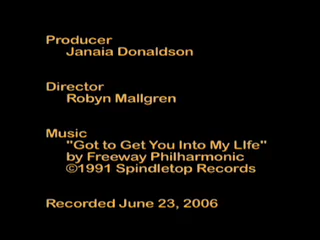 Producer
Janaia Donaldson
Director
Robyn Mallgren
Music
"Got to Get You Into My LIfe"
by Freeway Philharmonic
©1991 Spindletop Records
Recorded June 23, 2006